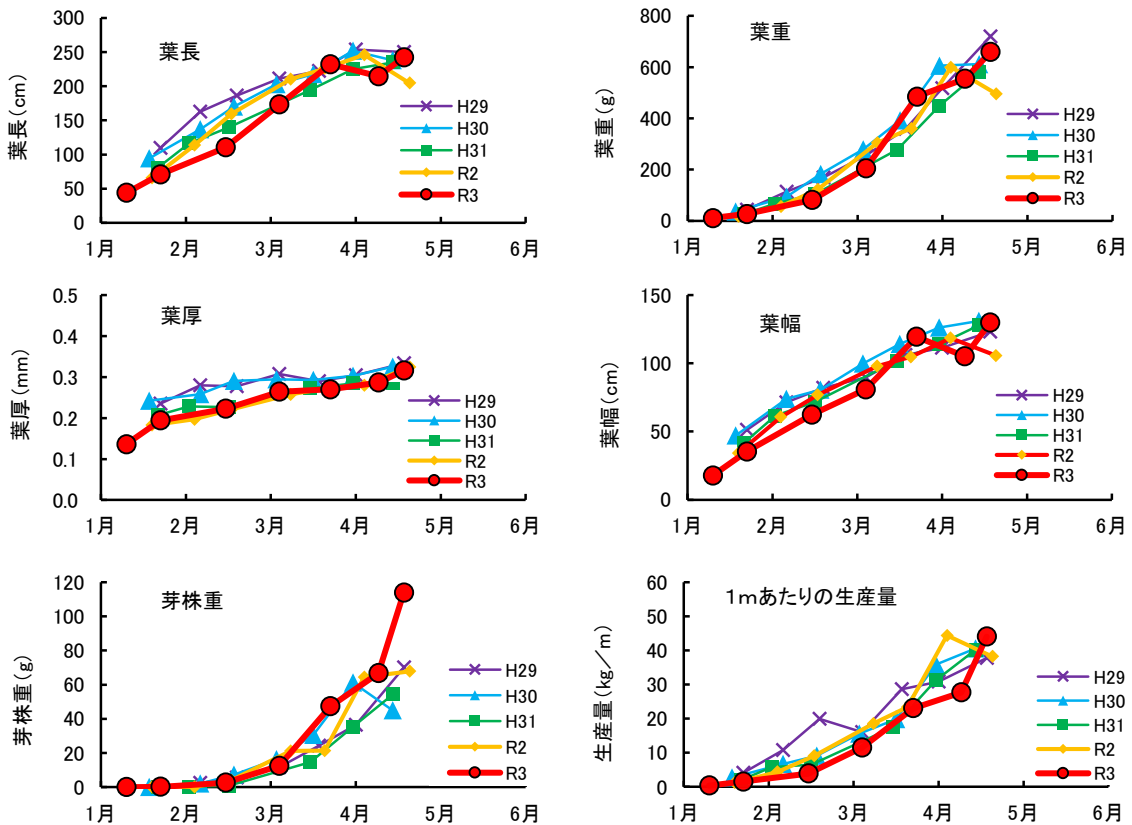 葉長
葉長(cm)
300
250
200
150
100
50
0
1月 2月 3月 4月 5月 6月
H29
H30
H31
R2
R3
葉重
葉重(g)
800
600
400
200
0
1月 2月 3月 4月 5月 6月
H29
H30
H31
R2
R3
葉厚
葉厚(mm)
0.5
0.4
0.3
0.2
0.1
0.0
1月 2月 3月 4月 5月 6月
H29
H30
H31
R2
R3
葉幅
葉幅(cm)
150
100
50
0
1月 2月 3月 4月 5月 6月
H29
H30
H31
R2
R3
芽株重
芽株重(g)
120
100
80
60
40
20
0
1月 2月 3月 4月 5月 6月
H29
H30
H31
R2
R3
1mあたりの生産量
生産量(kg/m)
60
50
40
30
20
10
0
1月 2月 3月 4月 5月 6月
H29
H30
H31
R2
R3